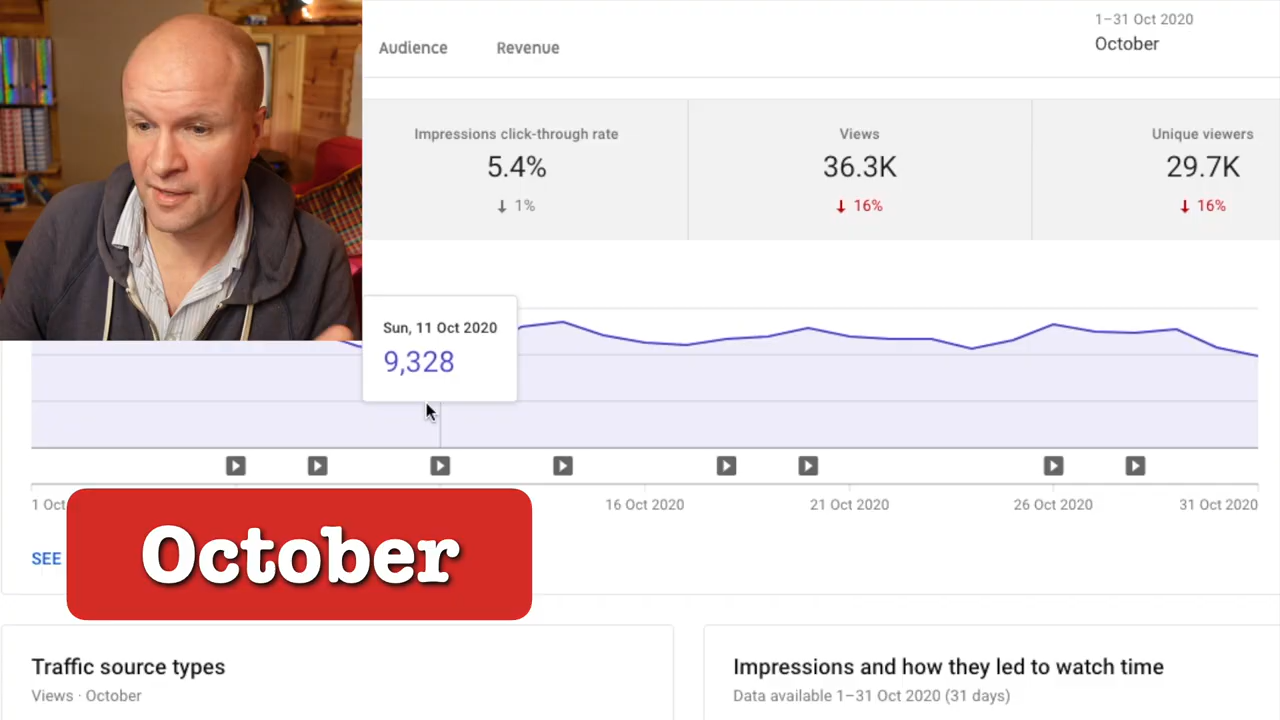 Audience Revenue
1–31 Oct 2020
October
Impressions click-through rate
5.4%
1%
Views
36.3K
16%
Unique viewers
29.7K
16%
Sun, 11 Oct 2020
9,328
1 Oct
16 Oct 2020
21 Oct 2020
26 Oct 2020
31 Oct 2020
SEE
October
Traffic source types
Views · October
Impressions and how they led to watch time
Data available 1–31 Oct 2020 (31 days)